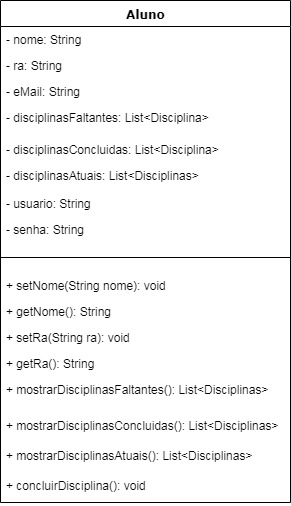 Aluno
- nome: String
- ra: String
- eMail: String
- disciplinasFaltantes: List<Disciplina>
- disciplinasConcluidas: List<Disciplina>
- disciplinasAtuais: List<Disciplinas>
- usuario: String
- senha: String
+ setNome(String nome): void
+ getNome(): String
+ setRa(String ra): void
+ getRa(): String
+ mostrarDisciplinasFaltantes(): List<Disciplinas>
+ mostrarDisciplinasConcluidas(): List<Disciplinas>
+ mostrarDisciplinasAtuais(): List<Disciplinas>
+ concluirDisciplina(): void